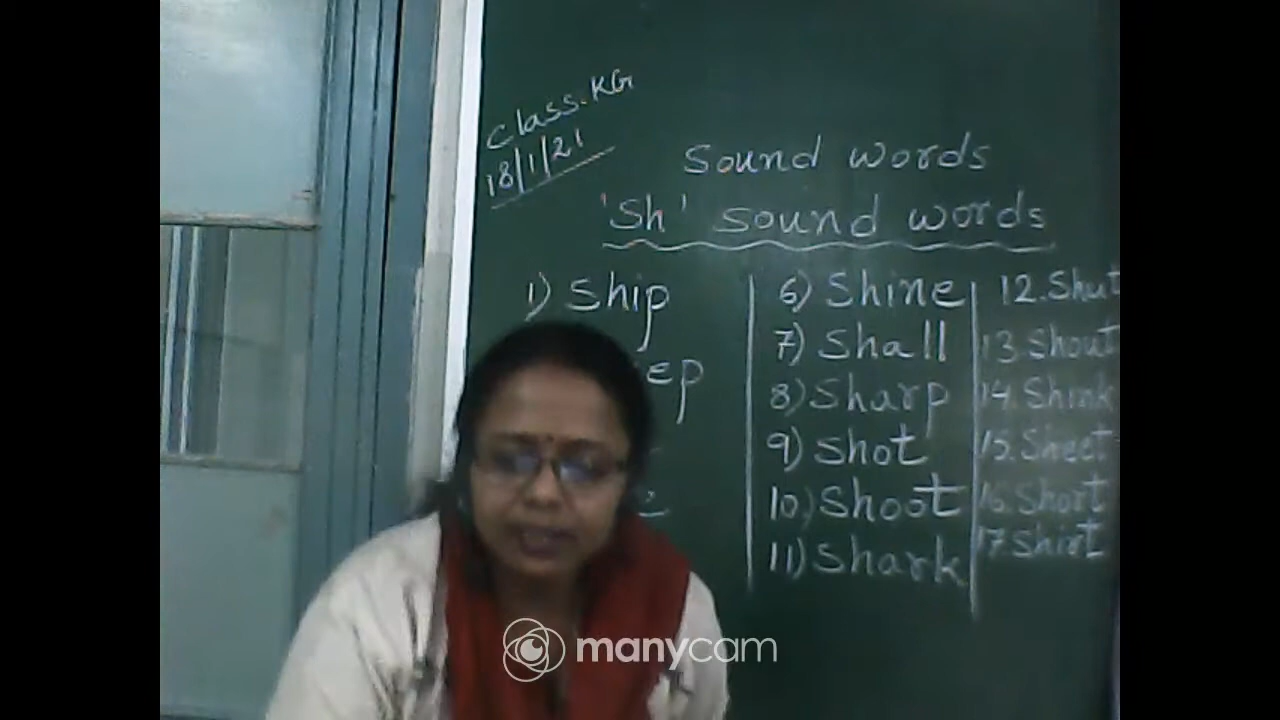 Class.KG
18/1/21
Sound words
'Sh' sound words
1) Ship
ep
6) Shine
7) Shall
8) Sharp
9) Shot
10) Shoot
11) Shark
12. Shut
13. Shout
14. Shink
15. Sheet
16. Short
17 Shirt
manycam